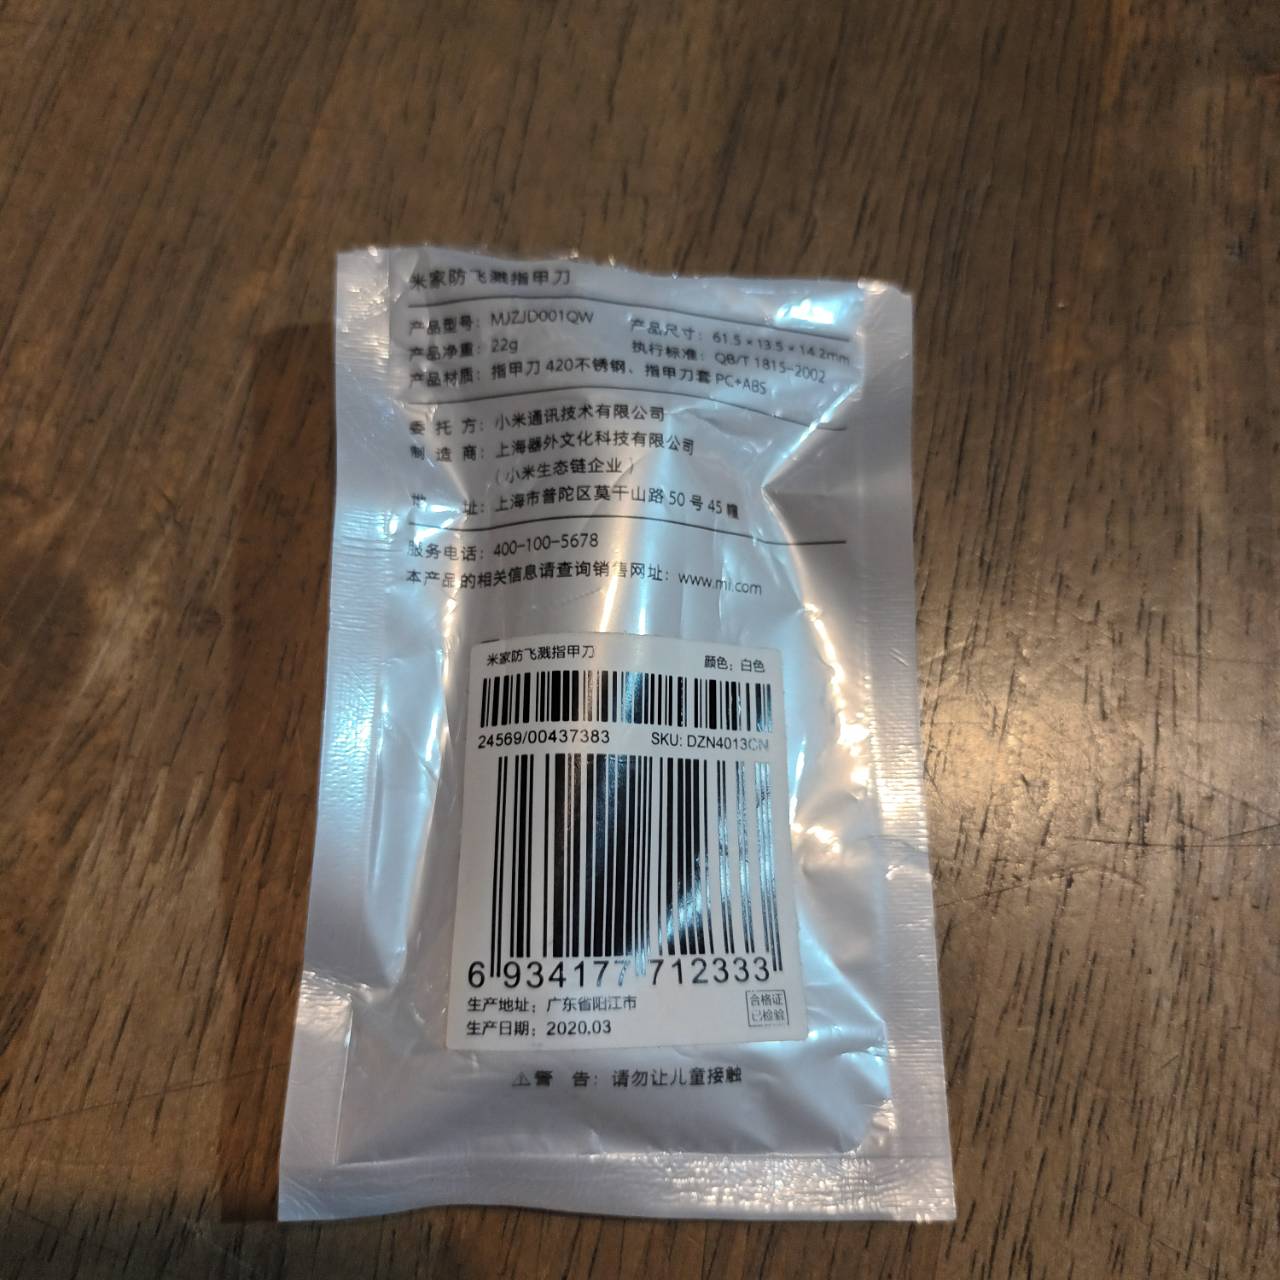 米家防飞溅指甲刀
产品型号：MJZJD001QW 产品尺寸：61.5×13.5×14.2mm
产品净重：22g 执行标准：QB/T 1815-2002
产品材质：指甲刀 420不锈钢、指甲刀套 PC+ABS
委 托 方：小米通讯技术有限公司
制 造 商：上海器外文化科技有限公司
（小米生态链企业）
地 址：上海市普陀区莫干山路 50 号 45 幢
服务电话：400-100-5678
本产品的相关信息请查询销售网址：www.mi.com
米家防飞溅指甲刀 颜色：白色
24569/00437383 SKU: DZN4013CN
6 934177 712333
生产地址：广东省阳江市
生产日期：2020.03
合格证
已检验
⚠警 告：请勿让儿童接触